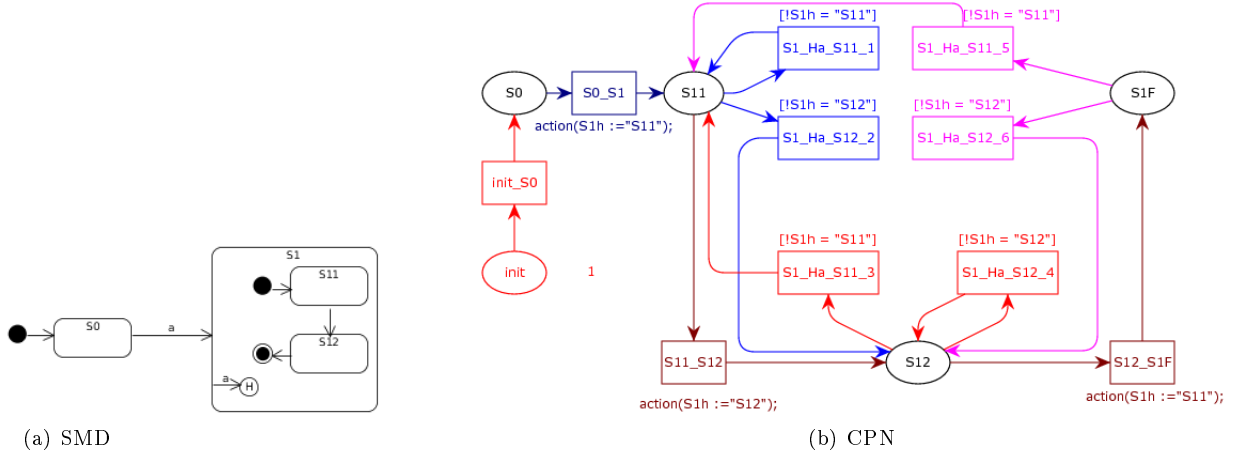 [!S1h = "S11"]
[!S1h = "S11"]
S1_Ha_S11_1
S1_Ha_S11_5
S0
S0_S1
S11
S1F
[!S1h = "S12"]
[!S1h = "S12"]
action(S1h :="S11");
S1_Ha_S12_2
S1_Ha_S12_6
init_S0
[!S1h = "S11"]
[!S1h = "S12"]
init
1
S1_Ha_S11_3
S1_Ha_S12_4
S11_S12
S12
S12_S1F
action(S1h :="S12");
action(S1h :="S11");
S1
S11
S0
a
S12
a
H
(a) SMD
(b) CPN